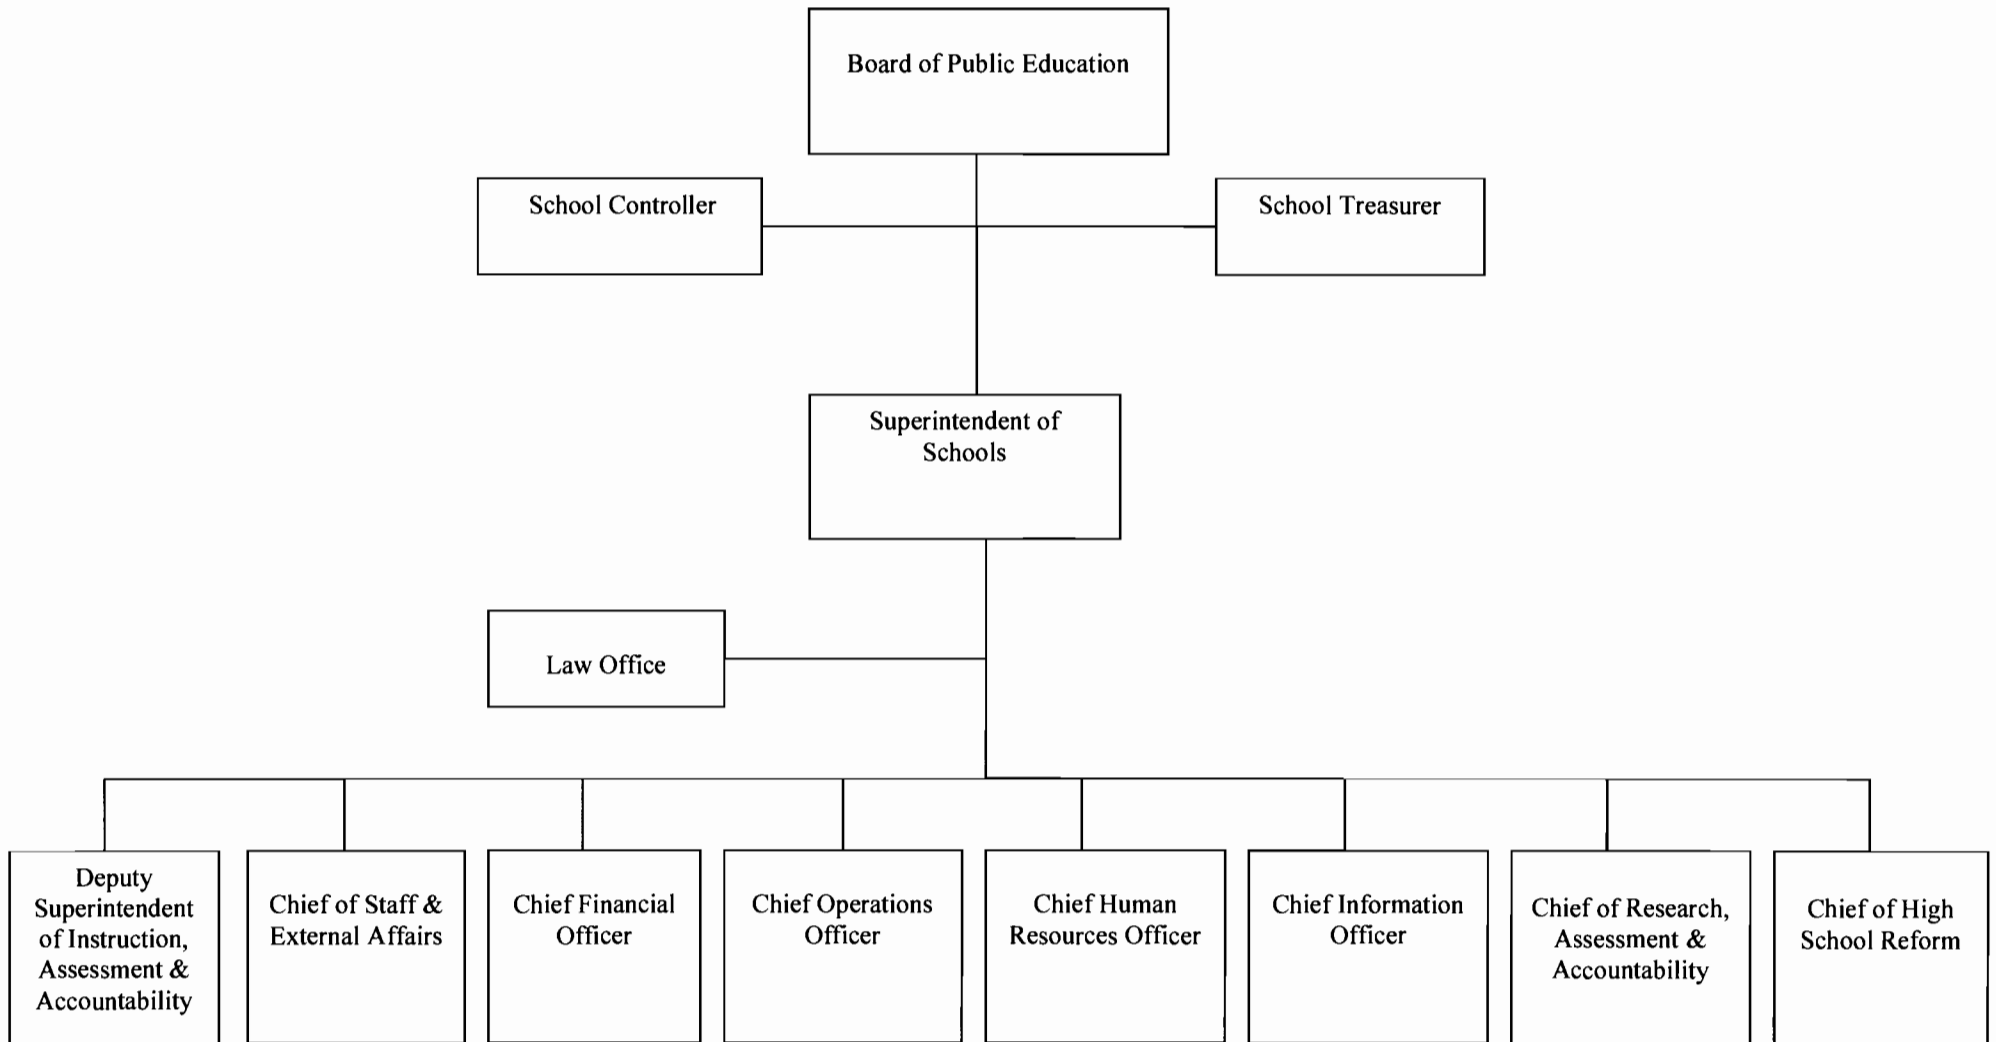 Board of Public Education
School Controller
School Treasurer
Superintendent of
Schools
Law Office
Deputy
Superintendent
of Instruction,
Assessment &
Accountability
Chief of Staff &
External Affairs
Chief Financial
Officer
Chief Operations
Officer
Chief Human
Resources Officer
Chief Information
Officer
Chief of Research,
Assessment &
Accountability
Chief of High
School Reform